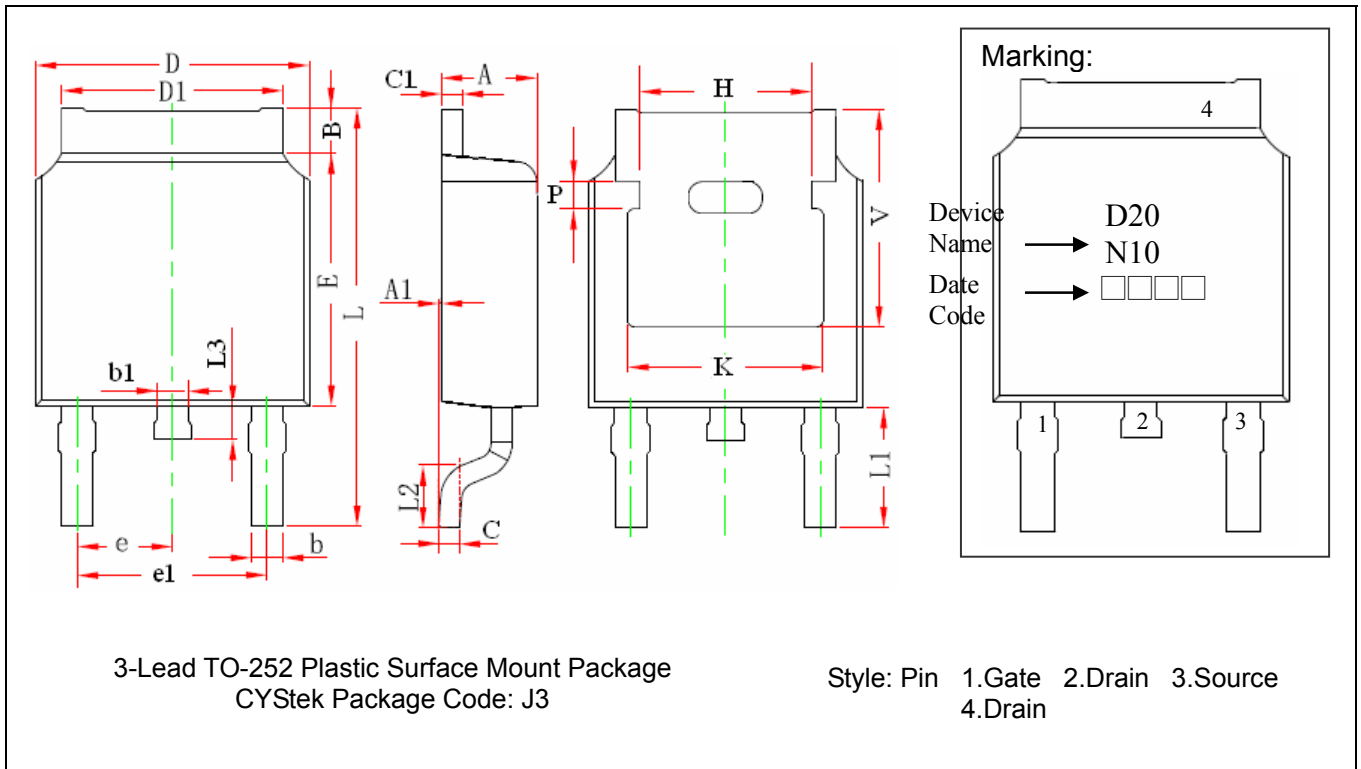 D
D1
B
E
L
L3
b1
e
e1
b
C1
A
A1
L2
C
H
P
V
K
L1
Marking:
4
Device
Name
D20
N10
Date
Code
□□□□
1
2
3
3-Lead TO-252 Plastic Surface Mount Package
CYStek Package Code: J3
Style: Pin 1.Gate 2.Drain 3.Source
4.Drain